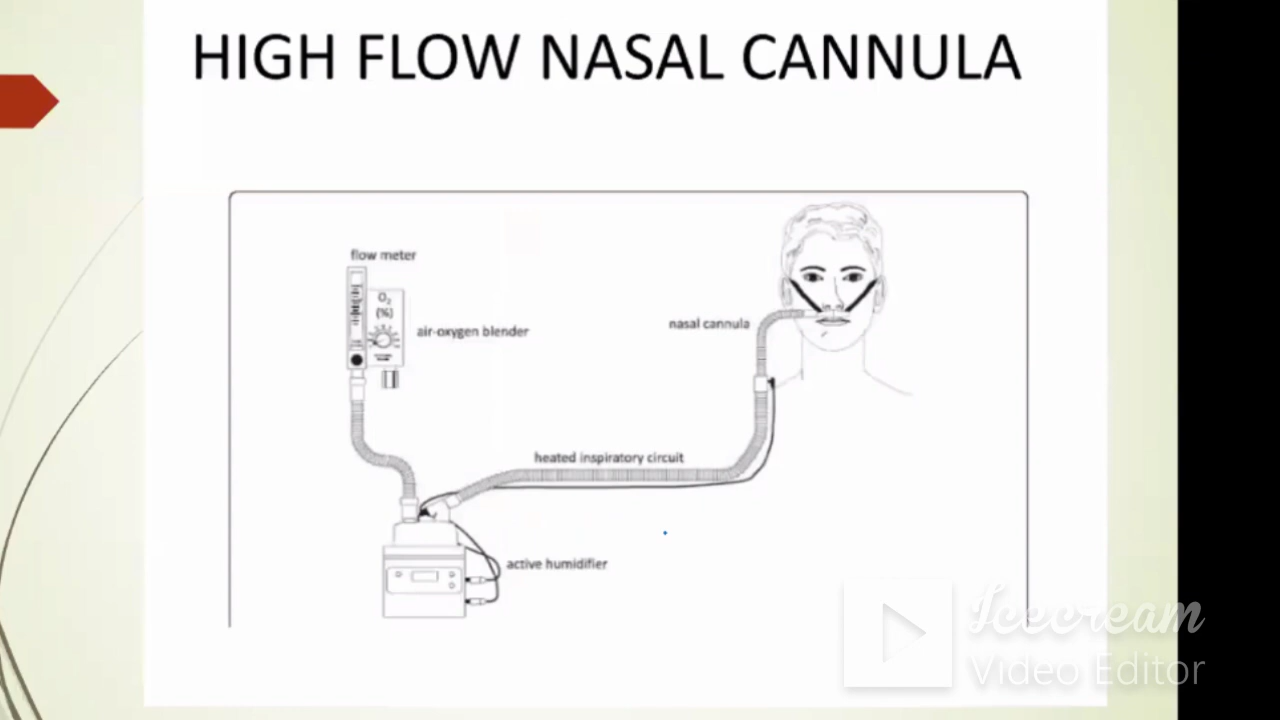 HIGH FLOW NASAL CANNULA
flow meter
O₂
(%)
air-oxygen blender
nasal cannula
heated inspiratory circuit
active humidifier
Icecream
Video Editor